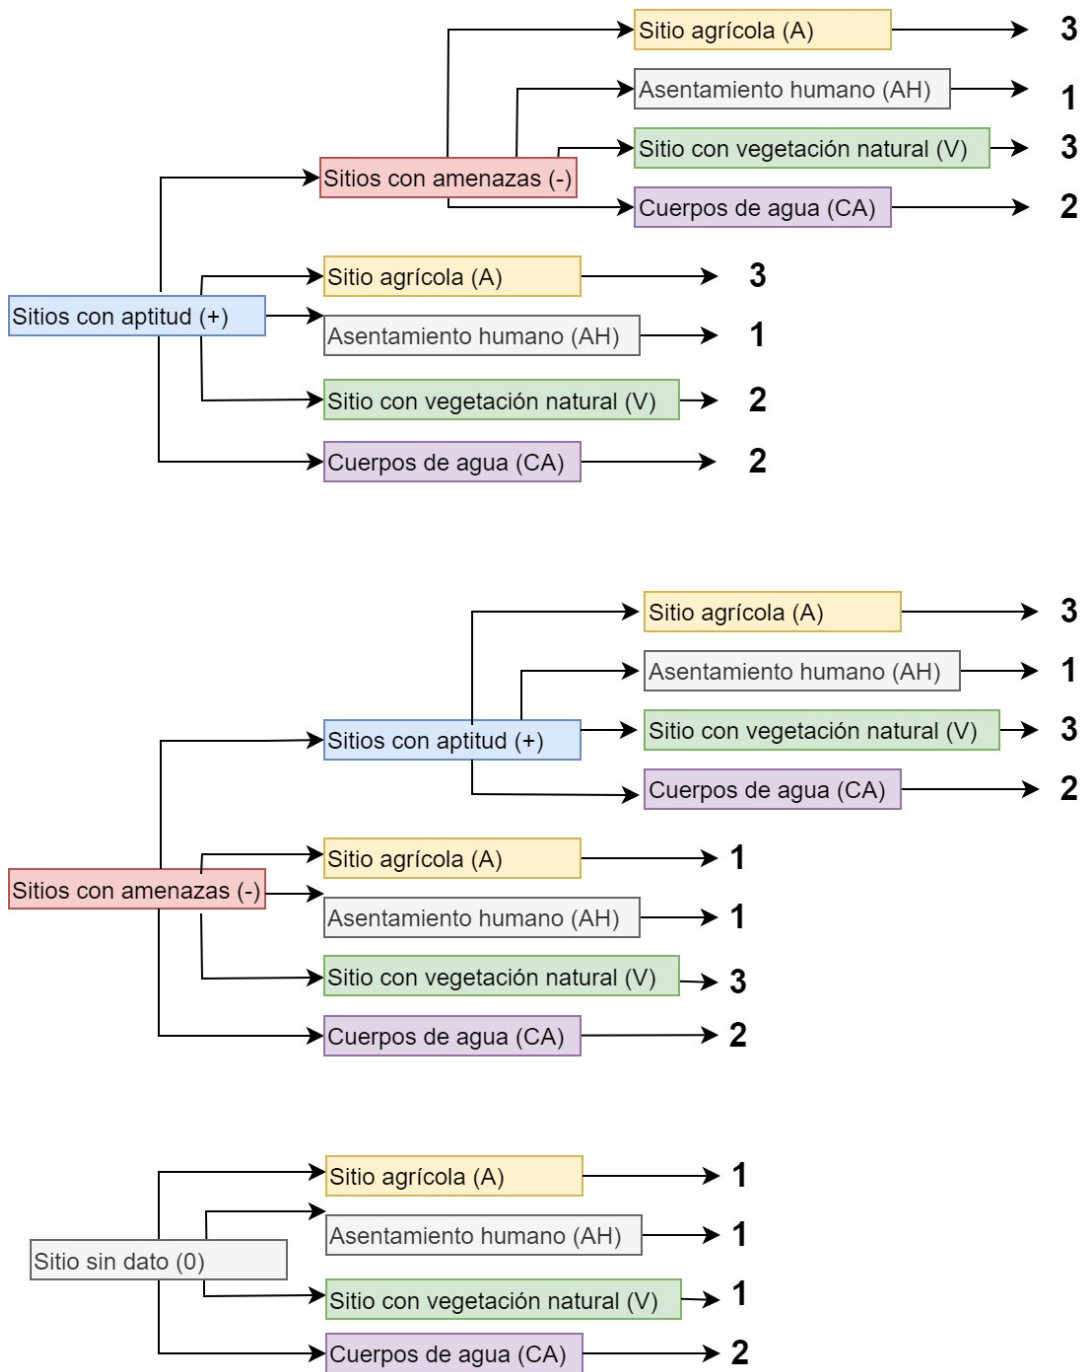 Sitio agrícola (A) 3
Asentamiento humano (AH) 1
Sitio con vegetación natural (V) 3
Sitios con amenazas (-)
Cuerpos de agua (CA) 2
Sitio agrícola (A) 3
Sitios con aptitud (+)
Asentamiento humano (AH) 1
Sitio con vegetación natural (V) 2
Cuerpos de agua (CA) 2
Sitio agrícola (A) 3
Asentamiento humano (AH) 1
Sitio con vegetación natural (V) 3
Sitios con aptitud (+)
Cuerpos de agua (CA) 2
Sitio agrícola (A) 1
Sitios con amenazas (-)
Asentamiento humano (AH) 1
Sitio con vegetación natural (V) 3
Cuerpos de agua (CA) 2
Sitio agrícola (A) 1
Asentamiento humano (AH) 1
Sitio sin dato (0)
Sitio con vegetación natural (V) 1
Cuerpos de agua (CA) 2